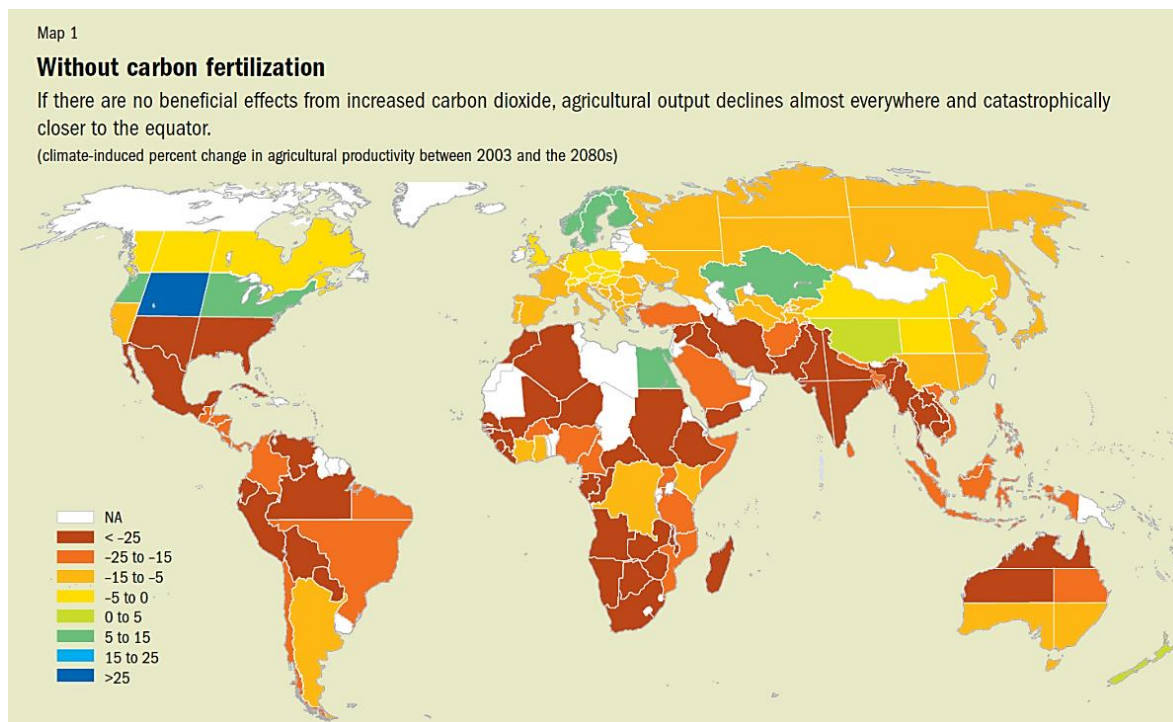 Map 1
Without carbon fertilization
If there are no beneficial effects from increased carbon dioxide, agricultural output declines almost everywhere and catastrophically
closer to the equator.
(climate-induced percent change in agricultural productivity between 2003 and the 2080s)
NA
< –25
–25 to –15
–15 to –5
–5 to 0
0 to 5
5 to 15
15 to 25
>25